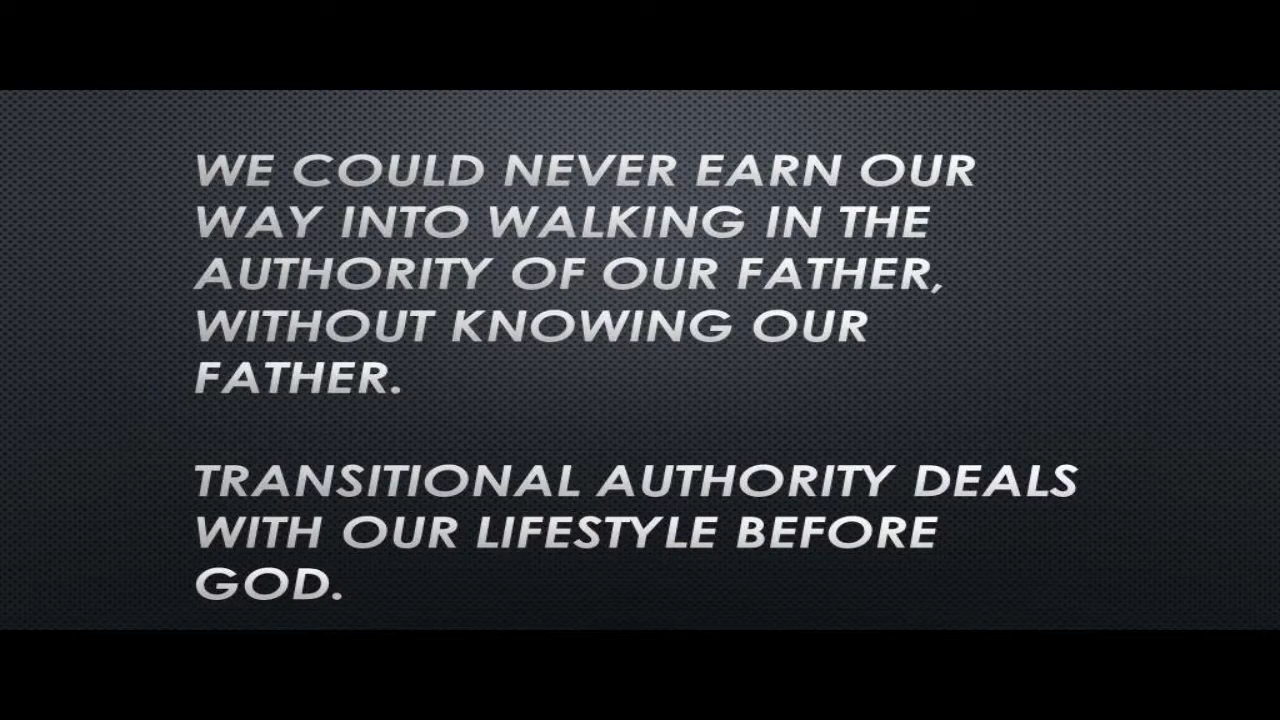 WE COULD NEVER EARN OUR
WAY INTO WALKING IN THE
AUTHORITY OF OUR FATHER,
WITHOUT KNOWING OUR
FATHER.
TRANSITIONAL AUTHORITY DEALS
WITH OUR LIFESTYLE BEFORE
GOD.